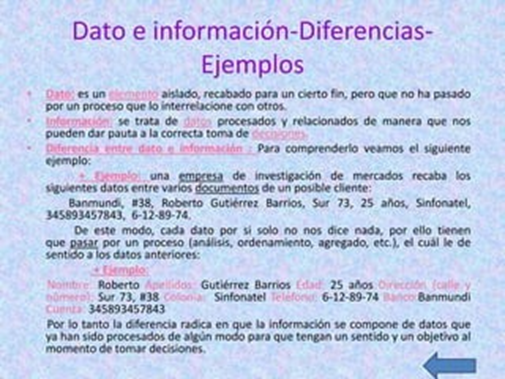 Dato e información-Diferencias-
Ejemplos
• Dato: es un elemento aislado, recabado para un cierto fin, pero que no ha pasado
por un proceso que lo interrelacione con otros.
• Información: se trata de datos procesados y relacionados de manera que nos
pueden dar pauta a la correcta toma de decisiones.
• Diferencia entre dato e información : Para comprenderlo veamos el siguiente
ejemplo:
+ Ejemplo: una empresa de investigación de mercados recaba los
siguientes datos entre varios documentos de un posible cliente:
Banmundi, #38, Roberto Gutiérrez Barrios, Sur 73, 25 años, Sinfonatel,
345893457843, 6-12-89-74.
De este modo, cada dato por si solo no nos dice nada, por ello tienen
que pasar por un proceso (análisis, ordenamiento, agregado, etc.), el cuál le de
sentido a los datos anteriores:
+ Ejemplo:
Nombre: Roberto Apellidos: Gutiérrez Barrios Edad: 25 años Dirección (calle y
número): Sur 73, #38 Colonia: Sinfonatel Teléfono: 6-12-89-74 Banco:Banmundi
Cuenta: 345893457843
Por lo tanto la diferencia radica en que la información se compone de datos que
ya han sido procesados de algún modo para que tengan un sentido y un objetivo al
momento de tomar decisiones.